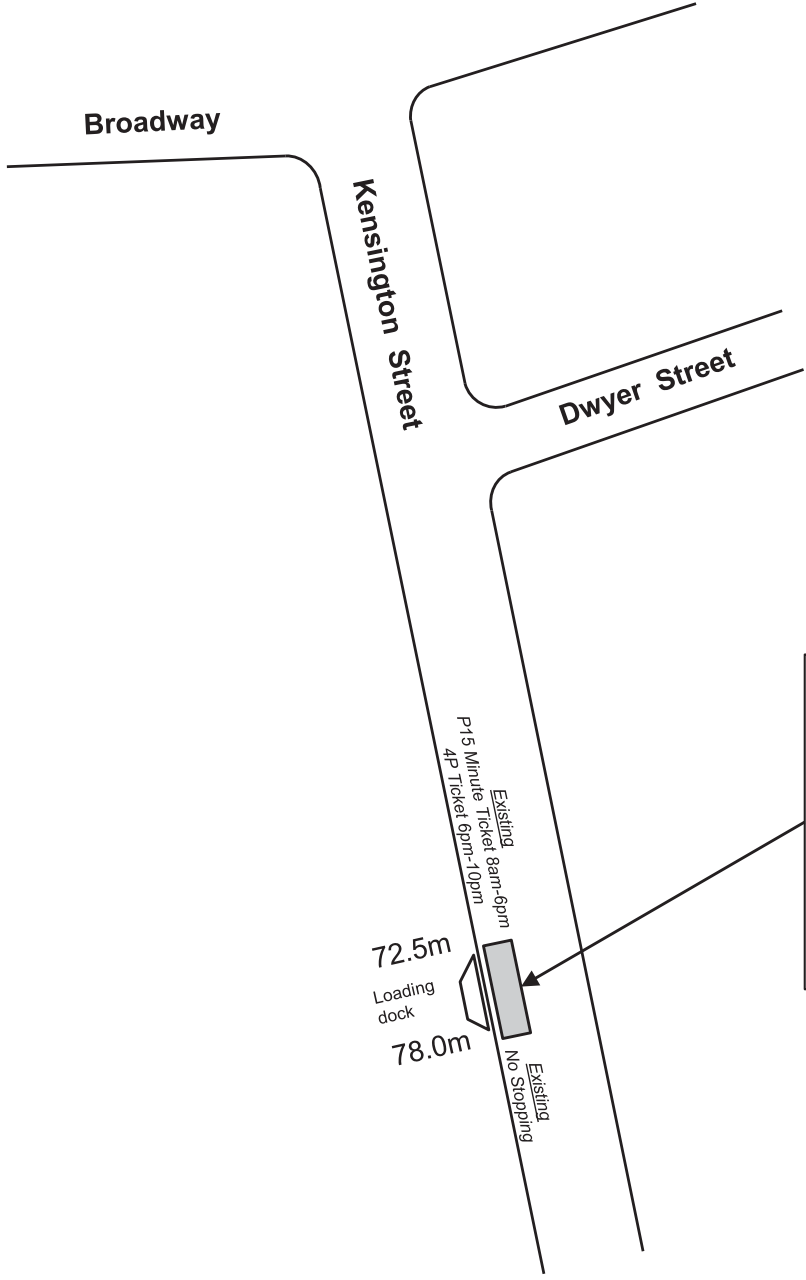 Broadway
Kensington Street
Dwyer Street
Existing
P15 Minute Ticket 8am-6pm
4P Ticket 6pm-10pm
72.5m
Loading
dock
78.0m
Existing
No Stopping